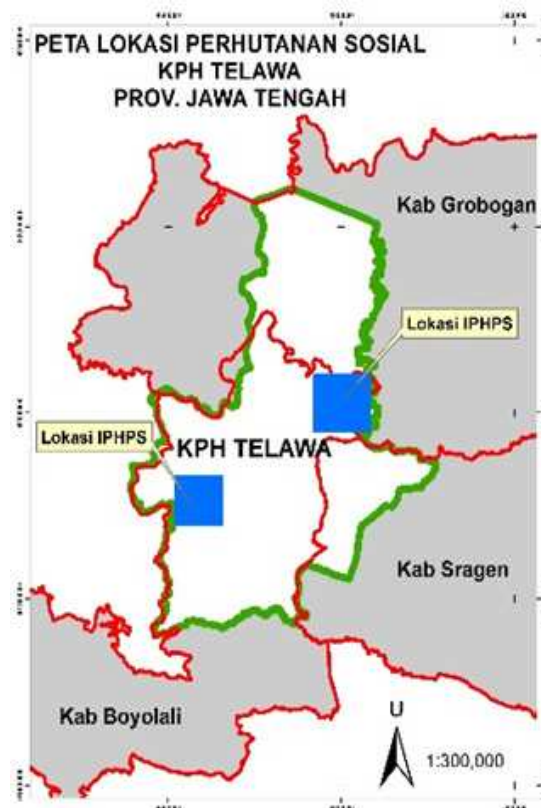 PETA LOKASI PERHUTANAN SOSIAL
KPH TELAWA
PROV. JAWA TENGAH
Kab Grobogan
Lokasi IPHPS
Lokasi IPHPS
KPH TELAWA
Kab Sragen
Kab Boyolali
U
1:300,000